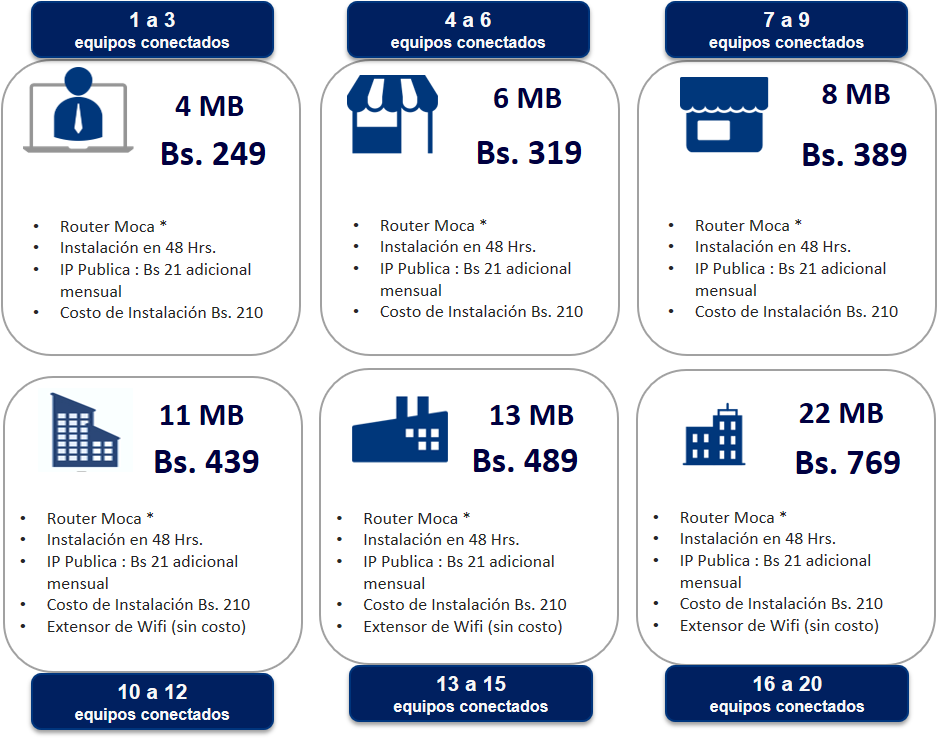 1 a 3
equipos conectados
4 MB
Bs. 249
• Router Moca *
• Instalación en 48 Hrs.
• IP Publica : Bs 21 adicional
mensual
• Costo de Instalación Bs. 210
4 a 6
equipos conectados
6 MB
Bs. 319
• Router Moca *
• Instalación en 48 Hrs.
• IP Publica : Bs 21 adicional
mensual
• Costo de Instalación Bs. 210
7 a 9
equipos conectados
8 MB
Bs. 389
• Router Moca *
• Instalación en 48 Hrs.
• IP Publica : Bs 21 adicional
mensual
• Costo de Instalación Bs. 210
11 MB
Bs. 439
• Router Moca *
• Instalación en 48 Hrs.
• IP Publica : Bs 21 adicional
mensual
• Costo de Instalación Bs. 210
• Extensor de Wifi (sin costo)
10 a 12
equipos conectados
13 MB
Bs. 489
• Router Moca *
• Instalación en 48 Hrs.
• IP Publica : Bs 21 adicional
mensual
• Costo de Instalación Bs. 210
• Extensor de Wifi (sin costo)
13 a 15
equipos conectados
22 MB
Bs. 769
• Router Moca *
• Instalación en 48 Hrs.
• IP Publica : Bs 21 adicional
mensual
• Costo de Instalación Bs. 210
• Extensor de Wifi (sin costo)
16 a 20
equipos conectados